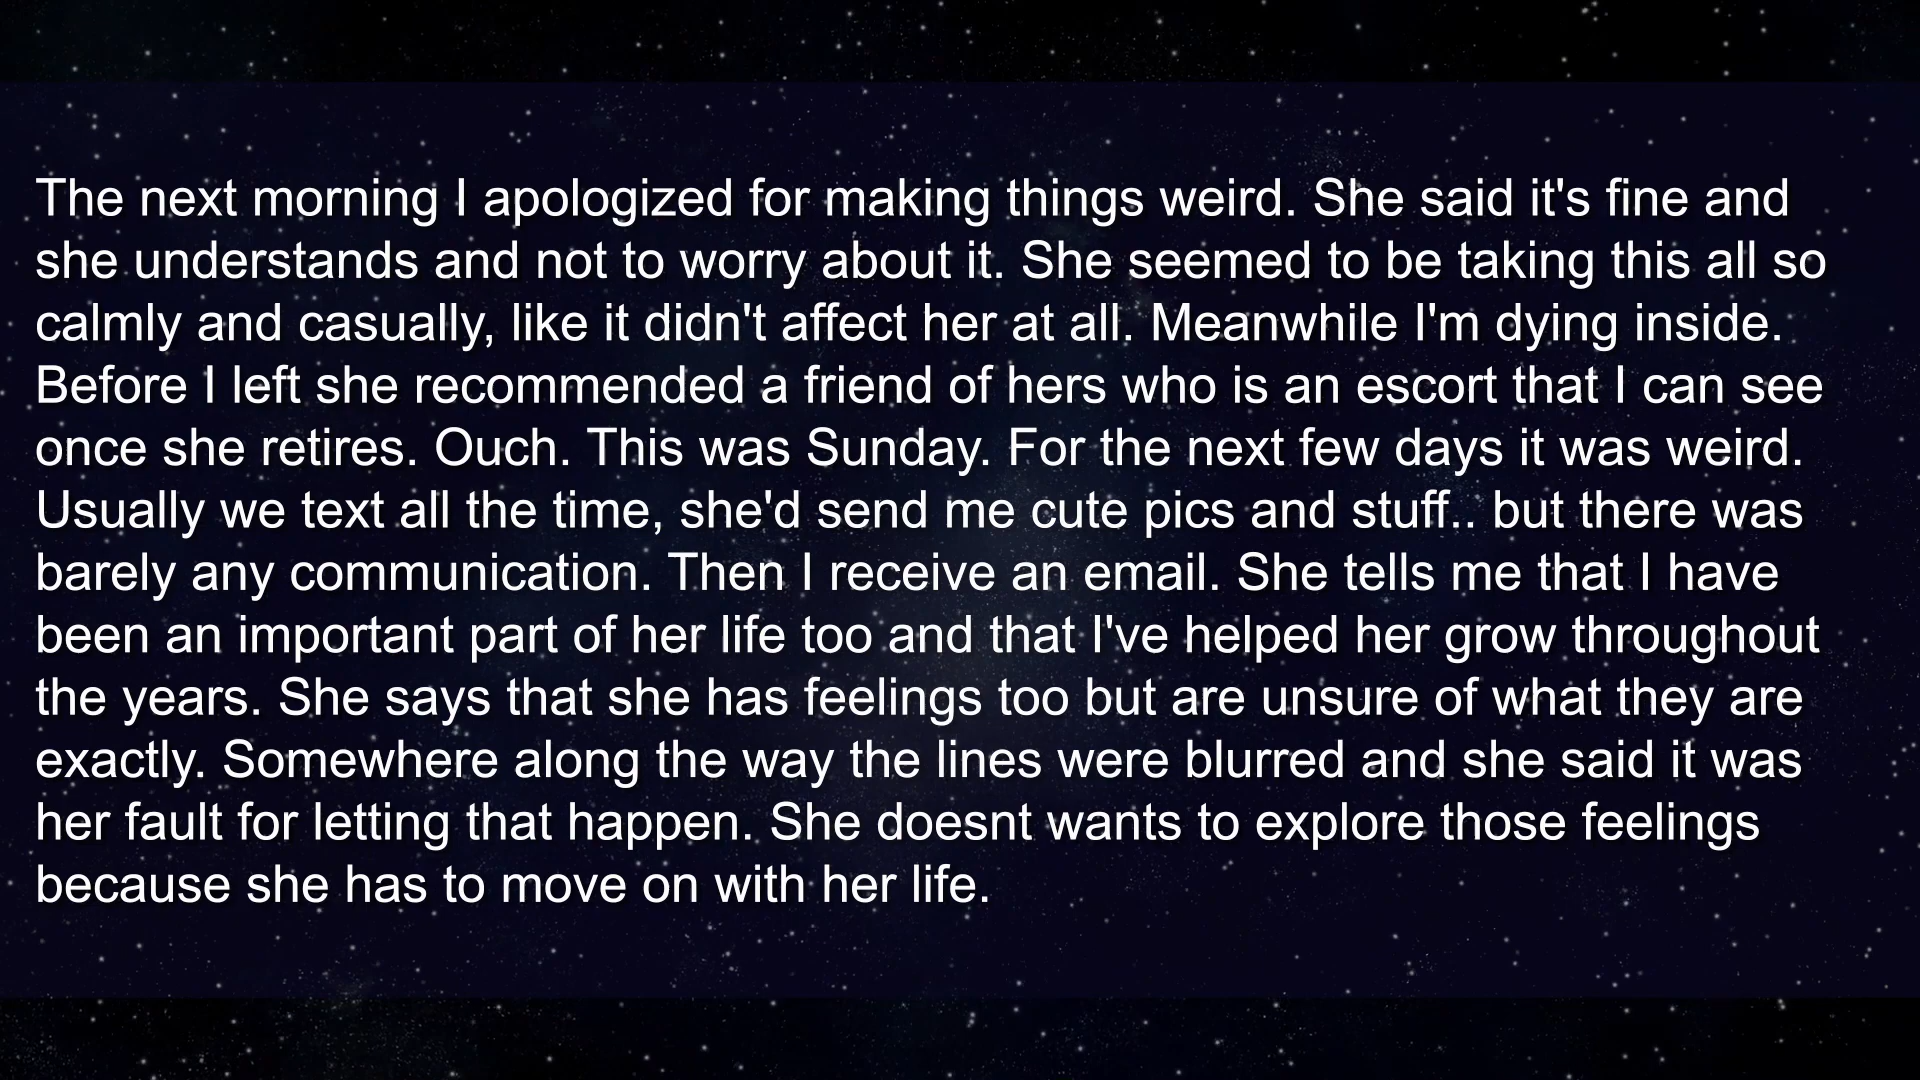 The next morning I apologized for making things weird. She said it's fine and
she understands and not to worry about it. She seemed to be taking this all so
calmly and casually, like it didn't affect her at all. Meanwhile I'm dying inside.
Before I left she recommended a friend of hers who is an escort that I can see
once she retires. Ouch. This was Sunday. For the next few days it was weird.
Usually we text all the time, she'd send me cute pics and stuff.. but there was
barely any communication. Then I receive an email. She tells me that I have
been an important part of her life too and that I've helped her grow throughout
the years. She says that she has feelings too but are unsure of what they are
exactly. Somewhere along the way the lines were blurred and she said it was
her fault for letting that happen. She doesnt wants to explore those feelings
because she has to move on with her life.